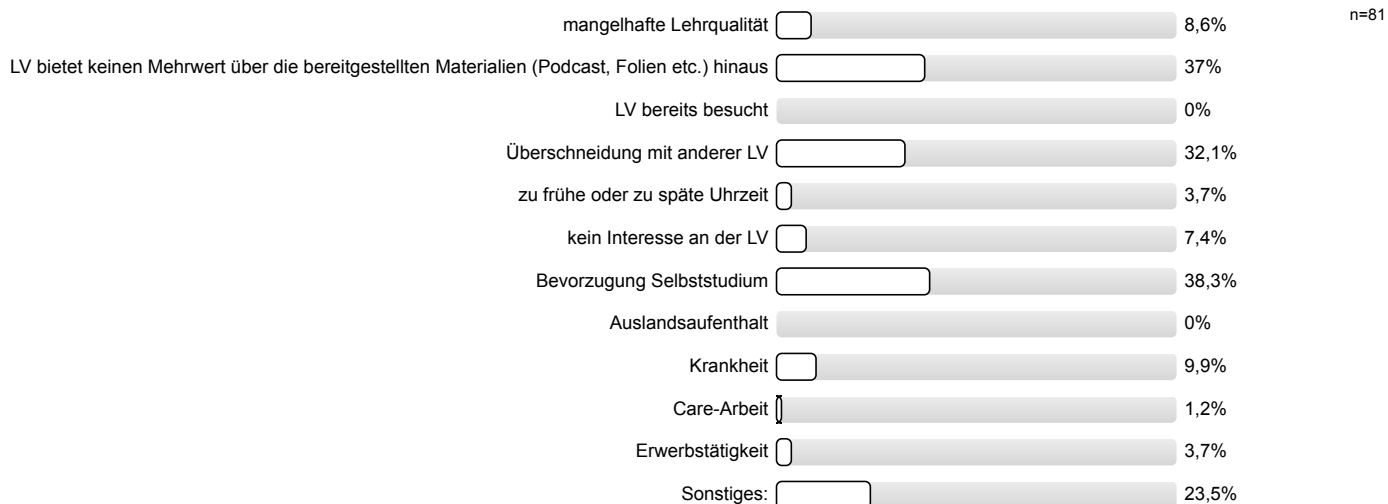 n=81
mangelhafte Lehrqualität 8,6%
LV bietet keinen Mehrwert über die bereitgestellten Materialien (Podcast, Folien etc.) hinaus 37%
LV bereits besucht 0%
Überschneidung mit anderer LV 32,1%
zu frühe oder zu späte Uhrzeit 3,7%
kein Interesse an der LV 7,4%
Bevorzugung Selbststudium 38,3%
Auslandsaufenthalt 0%
Krankheit 9,9%
Care-Arbeit 1,2%
Erwerbstätigkeit 3,7%
Sonstiges: 23,5%